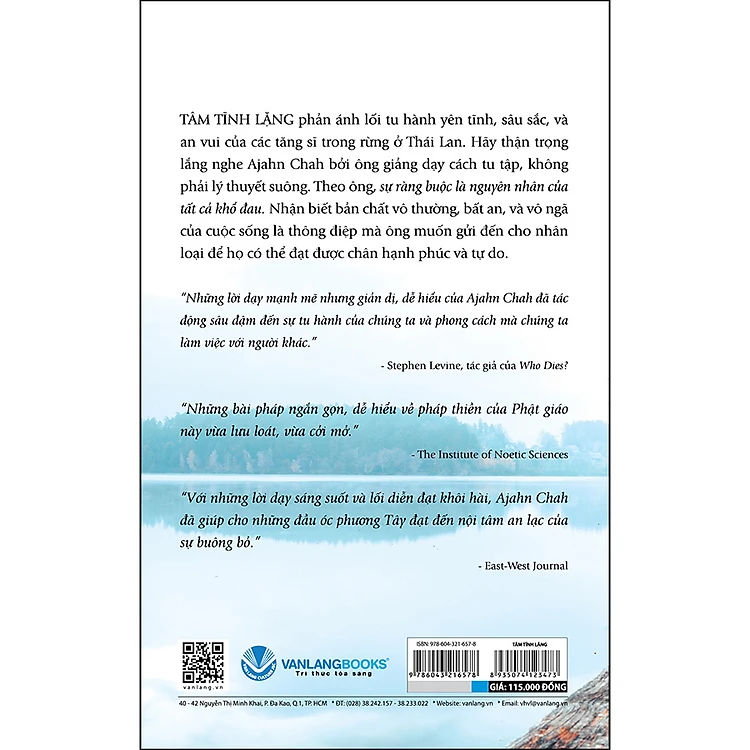 TÂM TĨNH LẶNG phản ánh lối tu hành yên tĩnh, sâu sắc, và
an vui của các tăng sĩ trong rừng ở Thái Lan. Hãy thận trọng
lắng nghe Ajahn Chah bởi ông giảng dạy cách tu tập, không
phải lý thuyết suông. Theo ông, sự ràng buộc là nguyên nhân của
tất cả khổ đau. Nhận biết bản chất vô thường, bất an, và vô ngã
của cuộc sống là thông điệp mà ông muốn gửi đến cho nhân
loại để họ có thể đạt được chân hạnh phúc và tự do.
“Những lời dạy mạnh mẽ nhưng giản dị, dễ hiểu của Ajahn Chah đã tác
động sâu đậm đến sự tu hành của chúng ta và phong cách mà chúng ta
làm việc với người khác.”
- Stephen Levine, tác giả của Who Dies?
“Những bài pháp ngắn gọn, dễ hiểu về pháp thiền của Phật giáo
này vừa lưu loát, vừa cởi mở.”
- The Institute of Noetic Sciences
“Với những lời dạy sáng suốt và lối diễn đạt khôi hài, Ajahn Chah
đã giúp cho những đầu óc phương Tây đạt đến nội tâm an lạc của
sự buông bỏ.”
- East-West Journal
vanlang.vn
VANLANGBOOKS®
Tri thức tỏa sáng
ISBN: 978-604-321-657-8
9 786043 216578
TÂM TĨNH LẶNG
8 935074 123473
GIÁ: 115.000 ĐỒNG
40 - 42 Nguyễn Thị Minh Khai, P. Đa Kao, Q.1, TP. HCM * ĐT: (028) 38.242.157 - 38.233.022 * Website: vanlang.vn * Email: vhvl@vanlang.vn